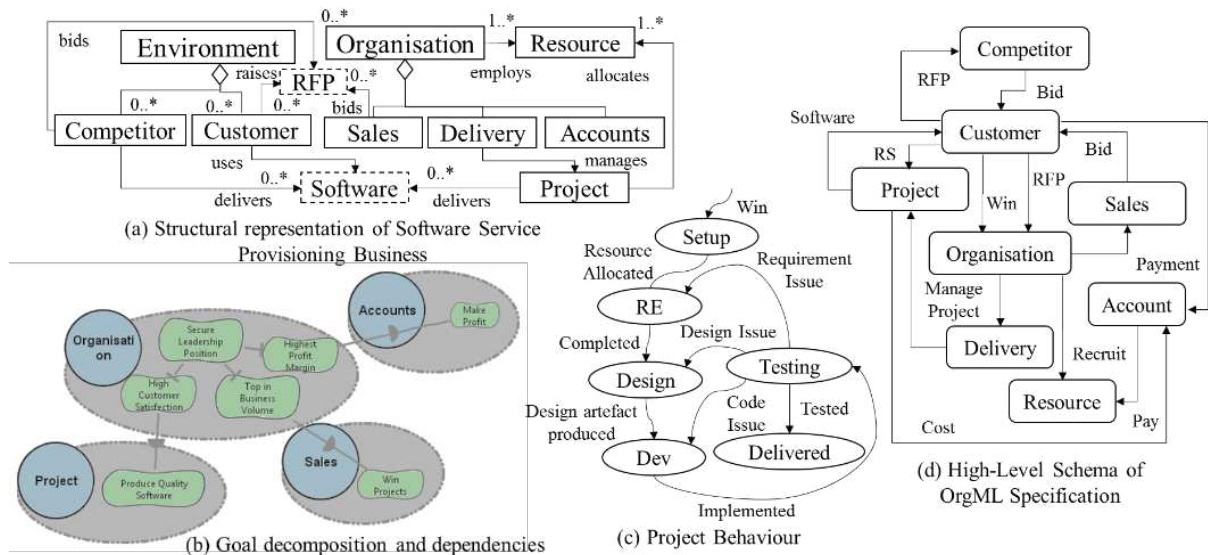 0..*
0..*
1..*
1..*
bids
Environment
Organisation
Resource
raises
RFP
0..*
employs
allocates
0..*
0..*
0..*
bids
Competitor
Customer
Sales
Delivery
Accounts
uses
manages
0..*
0..*
Software
Project
delivers
delivers
(a) Structural representation of Software Service
Provisioning Business
Accounts
Make
Profit
Organisati
on
Secure
Leadership
Position
Highest
Profit
Margin
High
Customer
Satisfection
Top in
Business
Volume
Project
Produce Quality
Software
Sales
Win
Projects
(b) Goal decomposition and dependencies
Win
Setup
Resource
Allocated
Requirement
Issue
RE
Completed
Design Issue
Design
Testing
Design artefact
produced
Code
Issue
Tested
Dev
Delivered
Implemented
(c) Project Behaviour
Competitor
RFP
Bid
Software
Customer
RS
Bid
Project
RFP
Win
Sales
Organisation
Manage
Project
Payment
Account
Delivery
Recruit
Resource
Cost
Pay
(d) High-Level Schema of
OrgML Specification